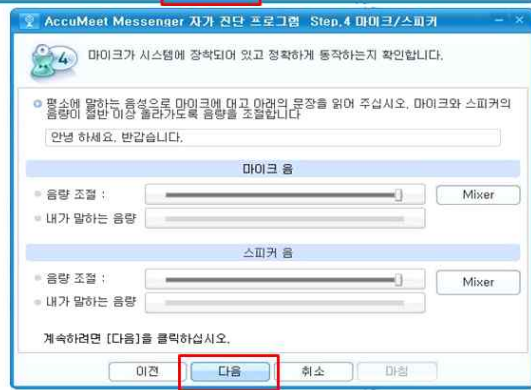 AccuMeet Messenger 자가 진단 프로그램 Step.4 마이크/스피커
4
마이크가 시스템에 장착되어 있고 정확하게 동작하는지 확인합니다.
평소에 말하는 음성으로 마이크에 대고 아래의 문장을 읽어 주십시오. 마이크와 스피커의
음량이 절반 이상 올라가도록 음량을 조절합니다
안녕 하세요. 반갑습니다.
마이크 음
음량 조절 :
Mixer
내가 말하는 음량
스피커 음
음량 조절 :
Mixer
내가 말하는 음량
계속하려면 [다음]을 클릭하십시오.
이전 다음 취소 마침